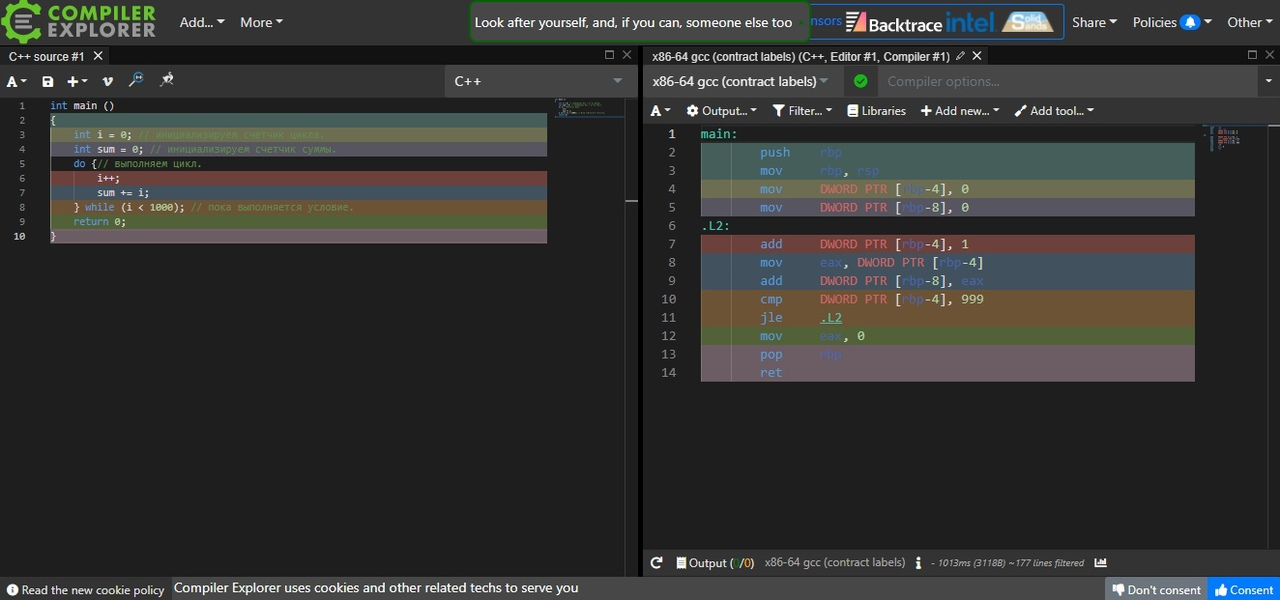 COMPILER
EXPLORER
Add... More
Look after yourself, and, if you can, someone else too
nsors Backtrace intel Solid Sands
Share Policies Other
C++ source #1
A
C++
1 int main ()
2 {
3 int i = 0; // инициализируем счетчик цикла.
4 int sum = 0; // инициализируем счетчик суммы.
5 do {// выполняем цикл.
6 i++;
7 sum += i;
8 } while (i < 1000); // пока выполняется условие.
9 return 0;
10 }
x86-64 gcc (contract labels) (C++, Editor #1, Compiler #1)
x86-64 gcc (contract labels)
Compiler options...
A Output... Filter... Libraries Add new... Add tool...
1 main:
2 push rbp
3 mov rbp, rsp
4 mov DWORD PTR [rbp-4], 0
5 mov DWORD PTR [rbp-8], 0
6 .L2:
7 add DWORD PTR [rbp-4], 1
8 mov eax, DWORD PTR [rbp-4]
9 add DWORD PTR [rbp-8], eax
10 cmp DWORD PTR [rbp-4], 999
11 jle .L2
12 mov eax, 0
13 pop rbp
14 ret
Output (0/0) x86-64 gcc (contract labels) - 1013ms (31188) ~177 lines filtered
Read the new cookie policy
Compiler Explorer uses cookies and other related techs to serve you
Don't consent
Consent